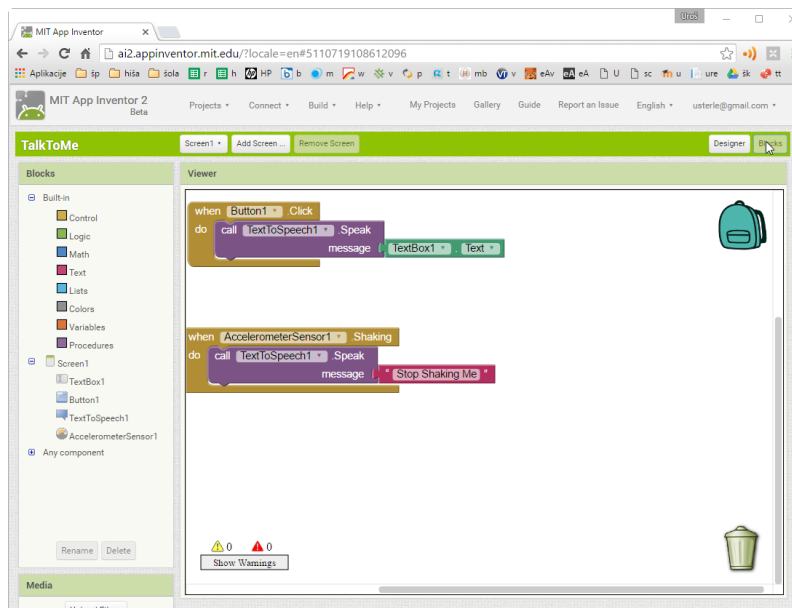 Uroš
MIT App Inventor
ai2.appinventor.mit.edu/?locale=en#5110719108612096
Aplikacije šp hiša šola r h HP b m w v p t mb v eAv eA eA U sc u ure šk tt
MIT App Inventor 2
Beta
Projects Connect Build Help My Projects Gallery Guide Report an Issue English usterle@gmail.com
TalkToMe Screen1 Add Screen ... Remove Screen Designer Blocks
Blocks Viewer
Built-in
Control
Logic
Math
Text
Lists
Colors
Variables
Procedures
Screen1
TextBox1
Button1
TextToSpeech1
AccelerometerSensor1
Any component
Rename Delete
Media
when Button1 .Click
do call TextToSpeech1 .Speak
message TextBox1 . Text
when AccelerometerSensor1 .Shaking
do call TextToSpeech1 .Speak
message " Stop Shaking Me "
0 0
Show Warnings